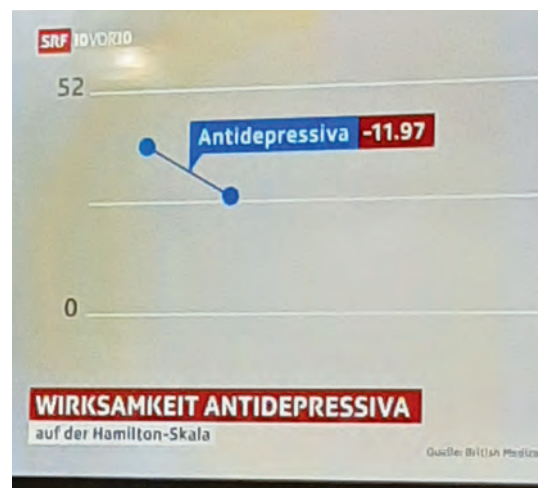 SRF 10VOR10
52
Antidepressiva -11.97
0
WIRKSAMKEIT ANTIDEPRESSIVA
auf der Hamilton-Skala
Quelle: British